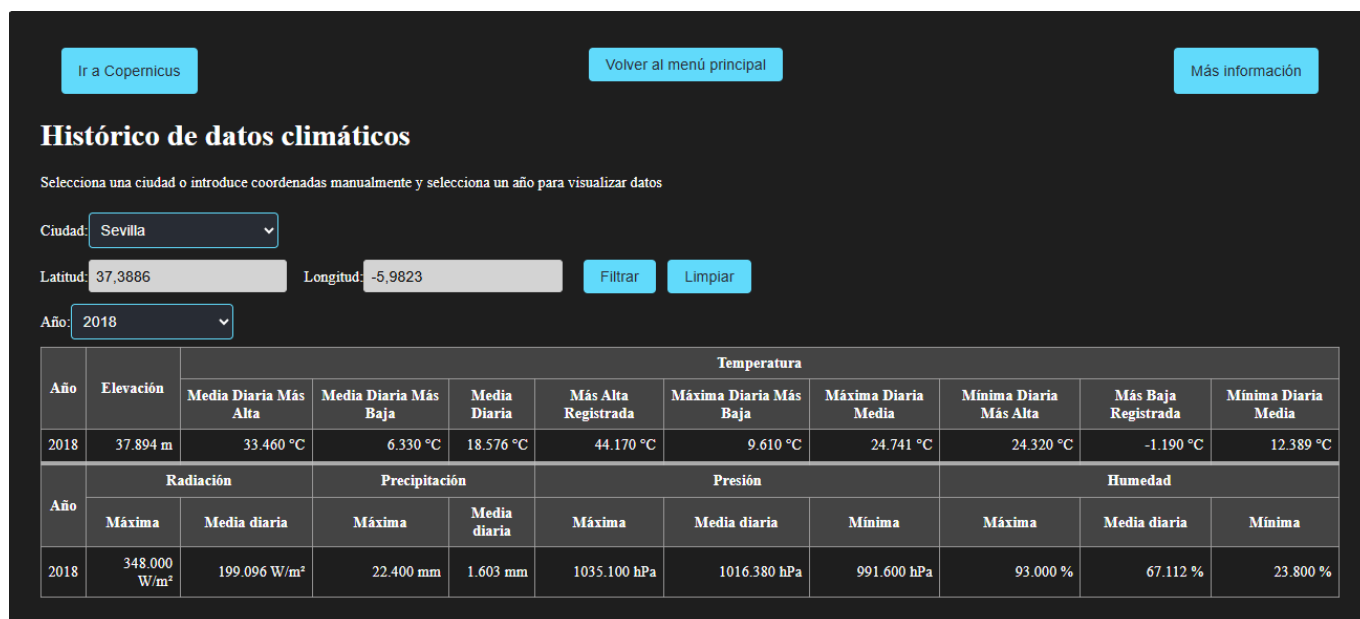 Ir a Copernicus
Volver al menú principal
Más información
Histórico de datos climáticos
Selecciona una ciudad o introduce coordenadas manualmente y selecciona un año para visualizar datos
Ciudad: Sevilla
Latitud: 37,3886 Longitud: -5,9823 Filtrar Limpiar
Año: 2018
Año Elevación Temperatura
Media Diaria Más Alta Media Diaria Más Baja Media Diaria Más Alta Registrada Máxima Diaria Más Baja Máxima Diaria Media Mínima Diaria Más Alta Más Baja Registrada Mínima Diaria Media
2018 37.894 m 33.460 °C 6.330 °C 18.576 °C 44.170 °C 9.610 °C 24.741 °C 24.320 °C -1.190 °C 12.389 °C
Año Radiación Precipitación Presión Humedad
Máxima Media diaria Máxima Media diaria Máxima Media diaria Mínima Máxima Media diaria Mínima
2018 348.000 W/m² 199.096 W/m² 22.400 mm 1.603 mm 1035.100 hPa 1016.380 hPa 991.600 hPa 93.000 % 67.112 % 23.800 %